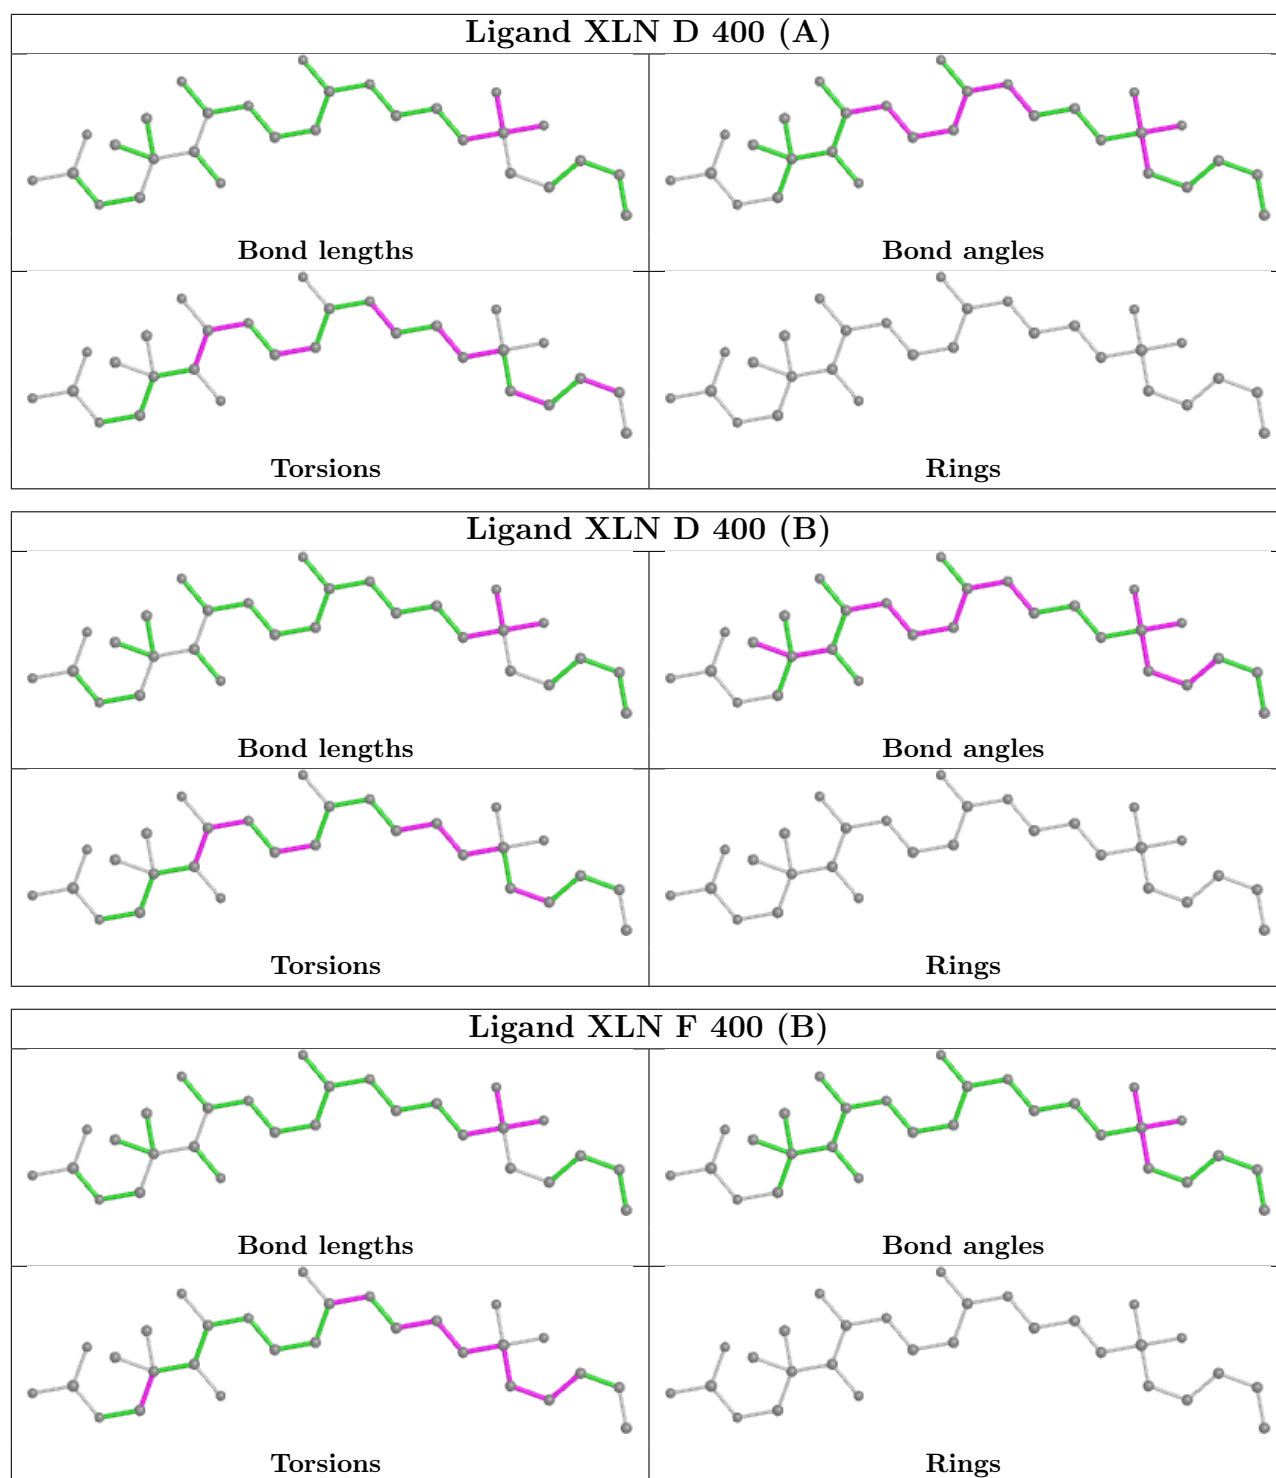 Ligand XLN D 400 (A)
Bond lengths
Bond angles
Torsions
Rings
Ligand XLN D 400 (B)
Bond lengths
Bond angles
Torsions
Rings
Ligand XLN F 400 (B)
Bond lengths
Bond angles
Torsions
Rings